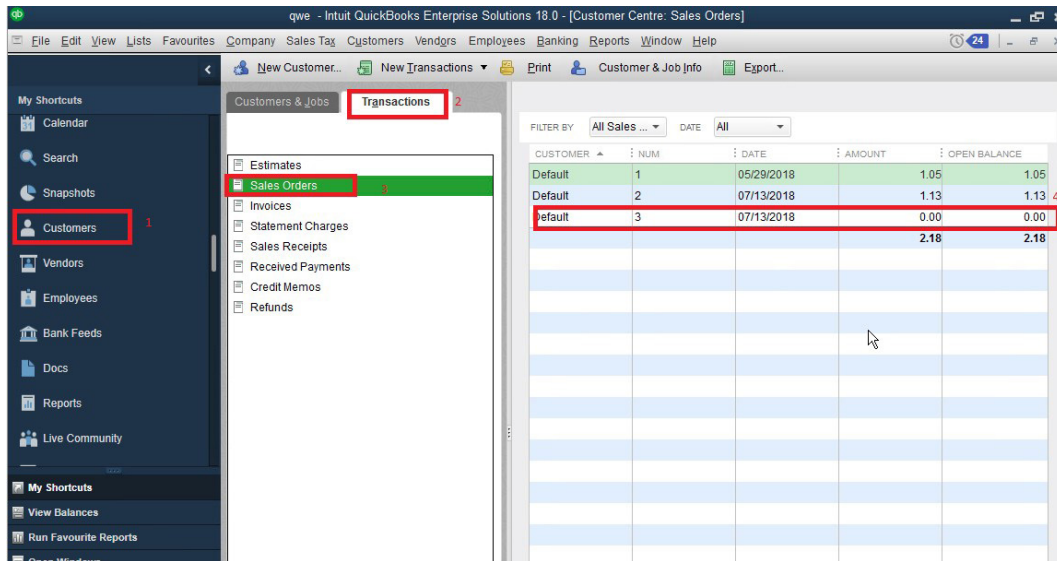 qb
qwe - Intuit QuickBooks Enterprise Solutions 18.0 - [Customer Centre: Sales Orders]
File Edit View Lists Favourites Company Sales Tax Customers Vendors Employees Banking Reports Window Help 24
New Customer... New Transactions Print Customer & Job Info Export...
My Shortcuts
Calendar
Search
Snapshots
Customers 1
Vendors
Employees
Bank Feeds
Docs
Reports
Live Community
My Shortcuts
View Balances
Run Favourite Reports
Open Windows
Customers & Jobs Transactions 2
Estimates
Sales Orders 3
Invoices
Statement Charges
Sales Receipts
Received Payments
Credit Memos
Refunds
FILTER BY All Sales ... DATE All
CUSTOMER NUM DATE AMOUNT OPEN BALANCE
Default 1 05/29/2018 1.05 1.05
Default 2 07/13/2018 1.13 1.13 4
Default 3 07/13/2018 0.00 0.00
2.18 2.18